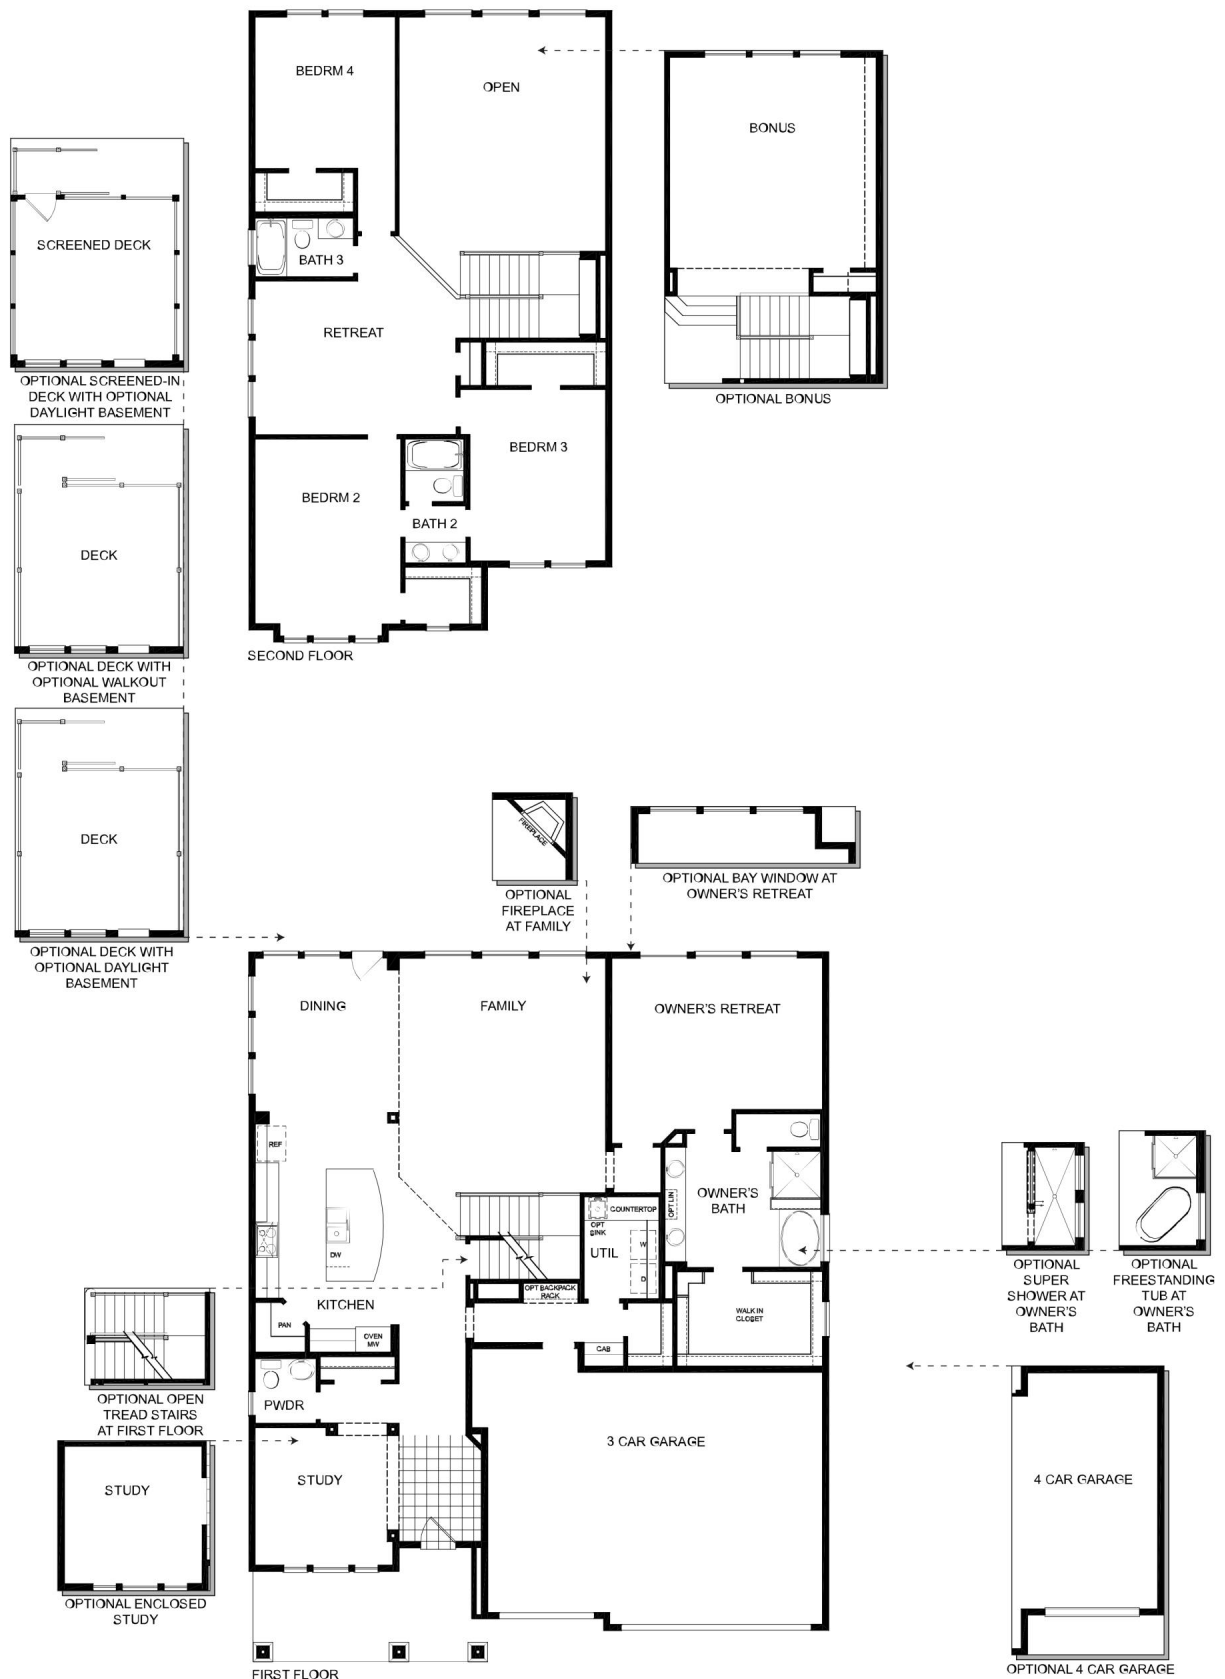 BEDRM 4
OPEN
BONUS
SCREENED DECK
BATH 3
RETREAT
OPTIONAL SCREENED-IN
DECK WITH OPTIONAL
DAYLIGHT BASEMENT
OPTIONAL BONUS
BEDRM 3
BEDRM 2
BATH 2
DECK
SECOND FLOOR
OPTIONAL DECK WITH
OPTIONAL WALKOUT
BASEMENT
DECK
FIREPLACE
OPTIONAL
FIREPLACE
AT FAMILY
OPTIONAL BAY WINDOW AT
OWNER'S RETREAT
OPTIONAL DECK WITH
OPTIONAL DAYLIGHT
BASEMENT
DINING
FAMILY
OWNER'S RETREAT
REF
OWNER'S
BATH
OPT LIN
COUNTERTOP
OPT
SINK
UTIL
W
D
DW
OPT BACKPACK
RACK
KITCHEN
PAN
OVEN
MW
WALK IN
CLOSET
CAB
OPTIONAL
SUPER
SHOWER AT
OWNER'S
BATH
OPTIONAL
FREESTANDING
TUB AT
OWNER'S
BATH
OPTIONAL OPEN
TREAD STAIRS
AT FIRST FLOOR
PWDR
3 CAR GARAGE
STUDY
STUDY
4 CAR GARAGE
OPTIONAL ENCLOSED
STUDY
FIRST FLOOR
OPTIONAL 4 CAR GARAGE